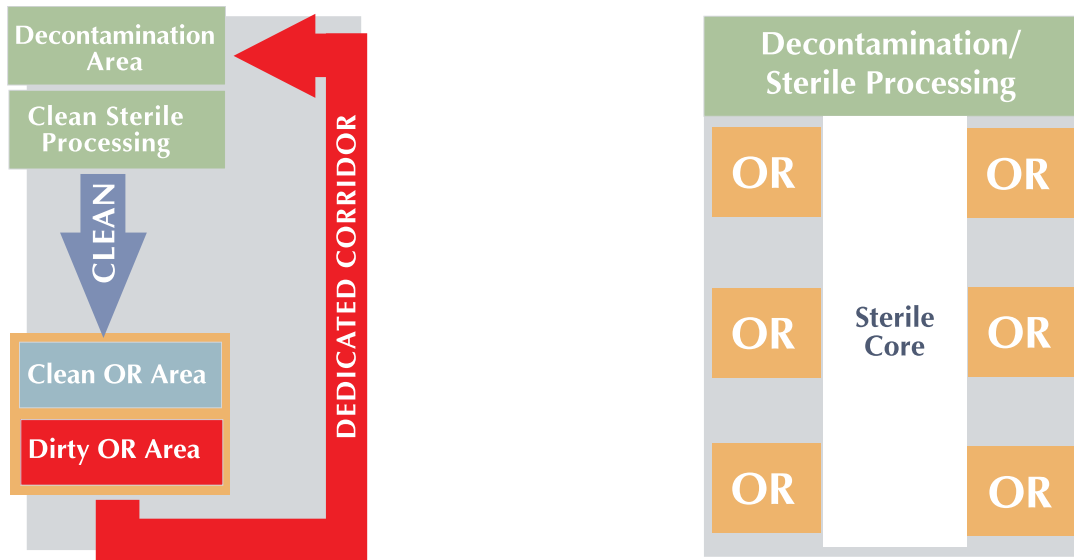 Decontamination
Area
Clean Sterile
Processing
CLEAN
Clean OR Area
Dirty OR Area
DEDICATED CORRIDOR
Decontamination/
Sterile Processing
OR
OR
OR
OR
OR
OR
Sterile
Core